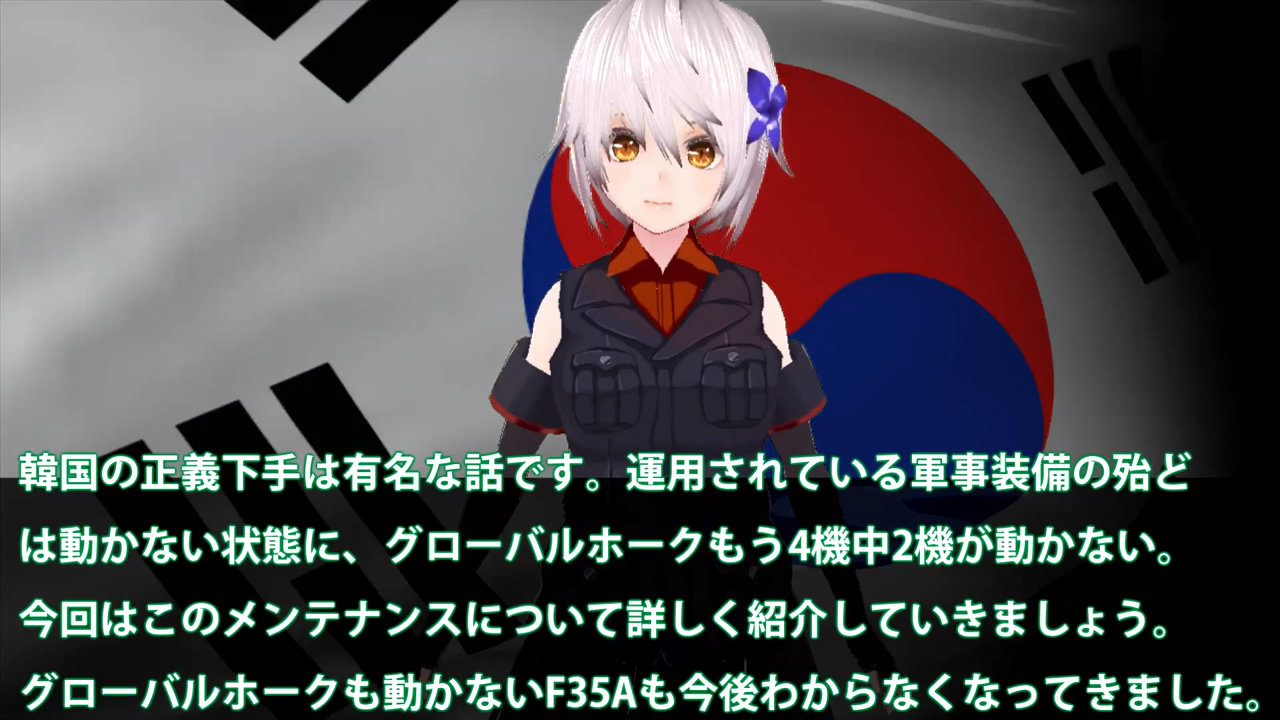 韓国の正義下手は有名な話です。運用されている軍事装備の殆ど
は動かない状態に、グローバルホークもう4機中2機が動かない。
今回はこのメンテナンスについて詳しく紹介していきましょう。
グローバルホークも動かないF35Aも今後わからなくなってきました。